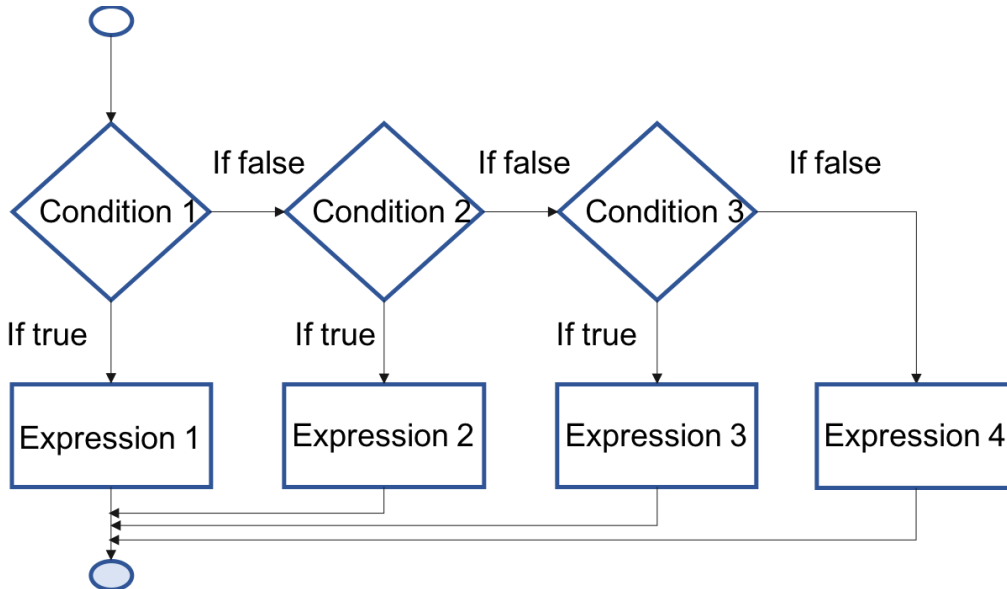 If false
If false
If false
Condition 1
Condition 2
Condition 3
If true
If true
If true
Expression 1
Expression 2
Expression 3
Expression 4